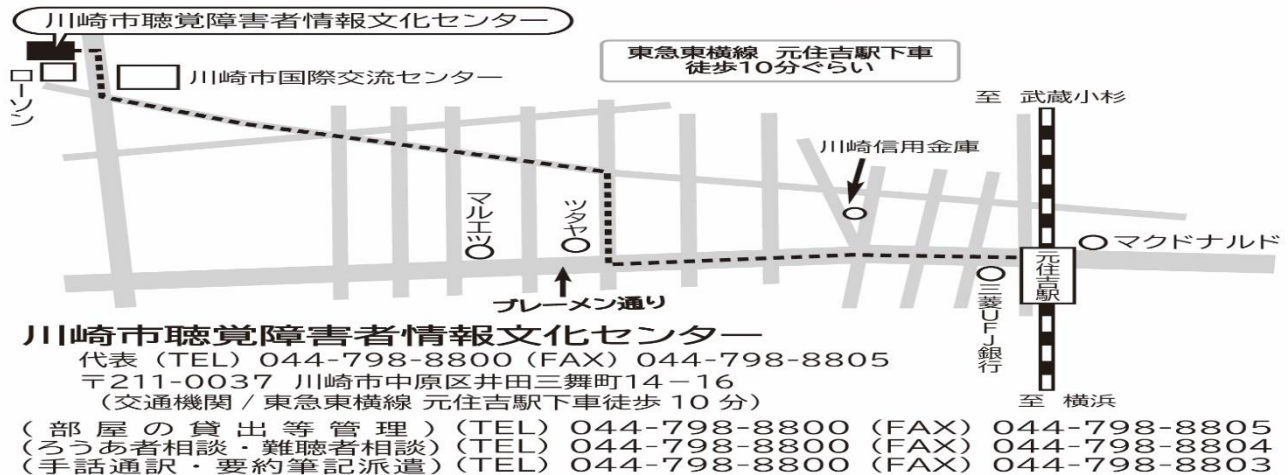 川崎市聴覚障害者情報文化センター
ローソン
川崎市国際交流センター
東急東横線 元住吉駅下車
徒歩10分ぐらい
至 武蔵小杉
川崎信用金庫
マルエツ
ツタヤ
マクドナルド
元住吉駅
三菱UFJ銀行
ブレーメン通り
至 横浜
川崎市聴覚障害者情報文化センター
代表 (TEL) 044-798-8800 (FAX) 044-798-8805
〒211-0037 川崎市中原区井田三舞町14-16
(交通機関 / 東急東横線 元住吉駅下車徒歩 10 分)
(部屋の貸出等管理) (TEL) 044-798-8800 (FAX) 044-798-8805
(ろうあ者相談・難聴者相談) (TEL) 044-798-8800 (FAX) 044-798-8804
(手話通訳・要約筆記派遣) (TEL) 044-798-8800 (FAX) 044-798-8803